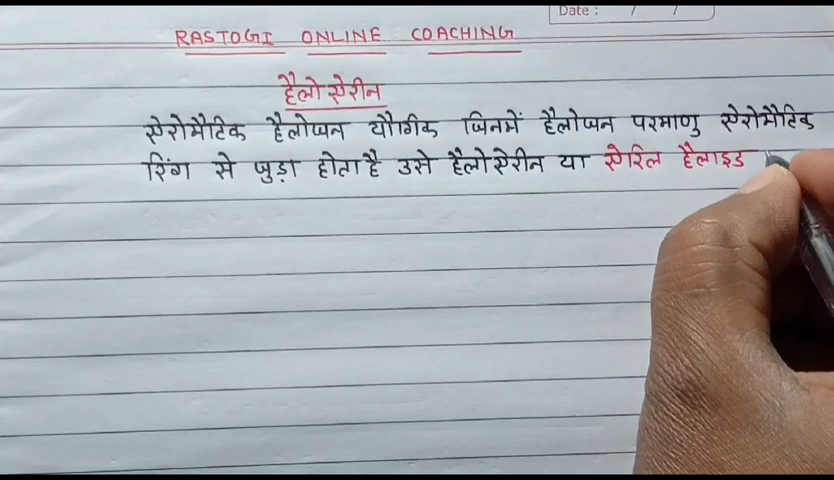 Date : / /
RASTOGI ONLINE COACHING
हैलोऐरीन
ऐरोमैटिक हैलोजन यौगिक जिनमें हैलोजन परमाणु ऐरोमैटिक
रिंग से जुड़ा होता है उसे हैलोऐरीन या ऐरिल हैलाइड